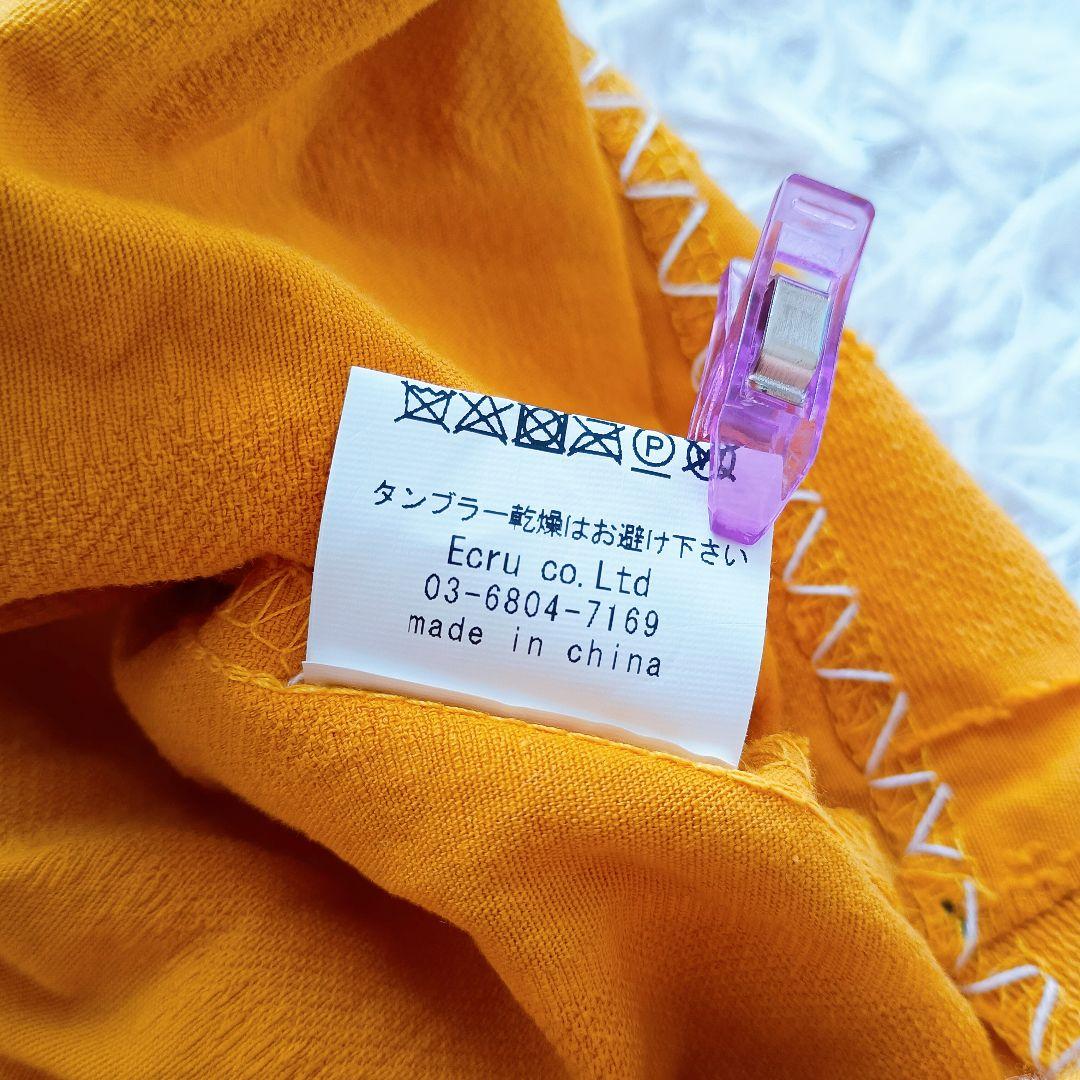 P
タンブラー乾燥はお避け下さい
Ecru co.Ltd
03-6804-7169
made in china